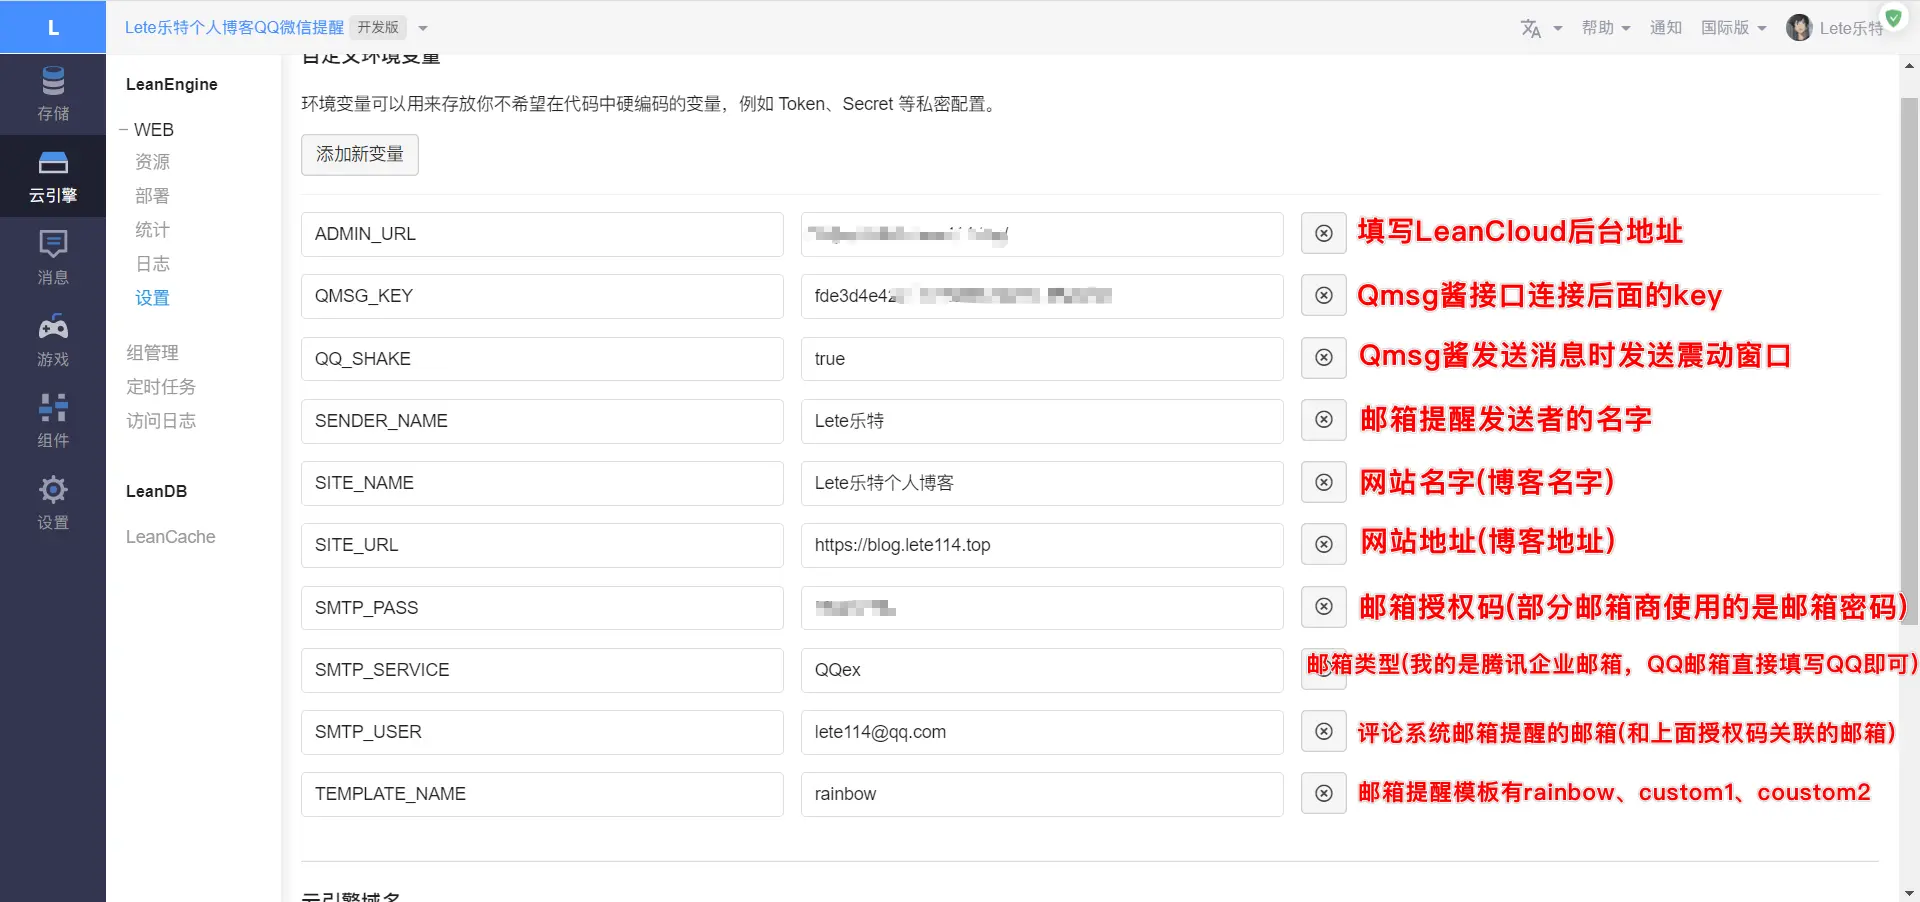 L
Lete乐特个人博客QQ微信提醒 开发版
帮助
通知
国际版
Lete乐特
存储
云引擎
消息
游戏
组件
设置
LeanEngine
WEB
资源
部署
统计
日志
设置
组管理
定时任务
访问日志
LeanDB
LeanCache
自定义环境变量
环境变量可以用来存放你不希望在代码中硬编码的变量，例如 Token、Secret 等私密配置。
添加新变量
ADMIN_URL
填写LeanCloud后台地址
QMSG_KEY fde3d4e42
Qmsg酱接口连接后面的key
QQ_SHAKE true
Qmsg酱发送消息时发送震动窗口
SENDER_NAME Lete乐特
邮箱提醒发送者的名字
SITE_NAME Lete乐特个人博客
网站名字(博客名字)
SITE_URL https://blog.lete114.top
网站地址(博客地址)
SMTP_PASS
邮箱授权码(部分邮箱商使用的是邮箱密码)
SMTP_SERVICE QQex
邮箱类型(我的是腾讯企业邮箱，QQ邮箱直接填写QQ即可)
SMTP_USER lete114@qq.com
评论系统邮箱提醒的邮箱(和上面授权码关联的邮箱)
TEMPLATE_NAME rainbow
邮箱提醒模板有rainbow、custom1、coustom2
云引擎域名